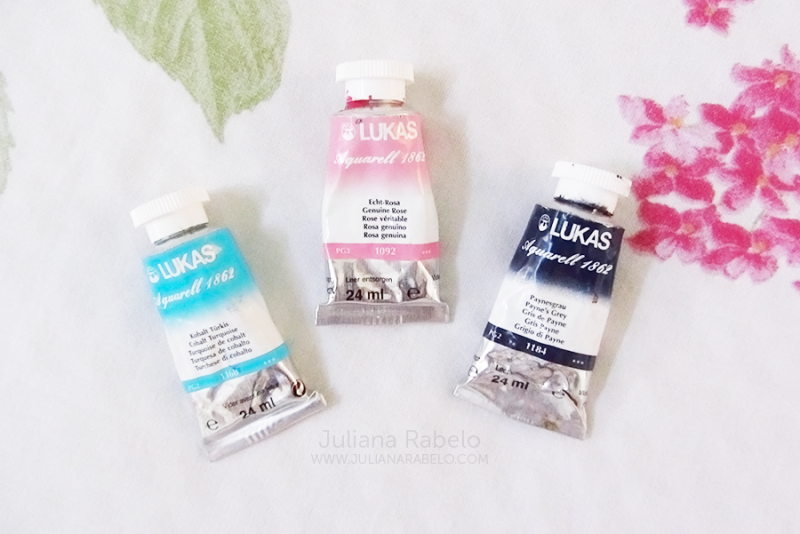 LUKAS
Aquarell 1862
Kobalt Türkis
Cobalt Turquoise
Turquoise de cobalt
Turquesa de cobalto
Turchese di cobalto
PG2
24 ml
LUKAS
Aquarell 1862
Echt-Rosa
Genuine Rose
Rose véritable
Rosa genuino
Rosa genuina
PG3 1092 ***
Leer entsorgen
24 ml e
LUKAS
Aquarell 1862
Paynesgrau
Payne's Grey
Gris de Payne
Gris Payne
Grigio di Payne
PG2 ** 1184 ***
24 ml
Juliana Rabelo
WWW.JULIANARABELO.COM